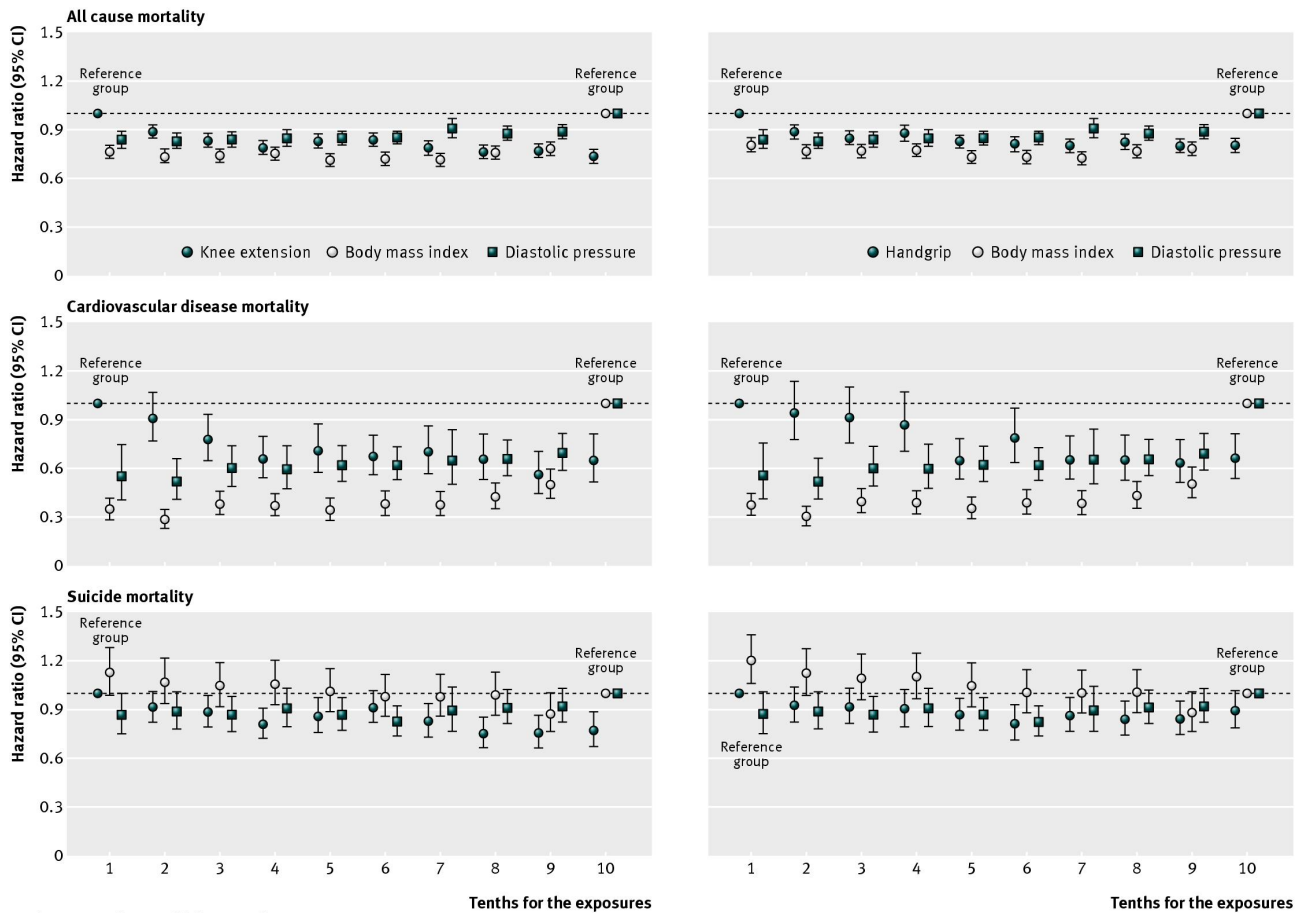 All cause mortality
Hazard ratio (95% CI)
1.5
1.2
0.9
0.6
0.3
0
Reference
group
Reference
group
Knee extension Body mass index Diastolic pressure
Reference
group
Reference
group
Handgrip Body mass index Diastolic pressure
Cardiovascular disease mortality
Hazard ratio (95% CI)
1.5
1.2
0.9
0.6
0.3
0
Reference
group
Reference
group
Reference
group
Reference
group
Suicide mortality
Hazard ratio (95% CI)
1.5
1.2
0.9
0.6
0.3
0
Reference
group
Reference
group
1 2 3 4 5 6 7 8 9 10
Tenths for the exposures
Reference
group
Reference
group
1 2 3 4 5 6 7 8 9 10
Tenths for the exposures